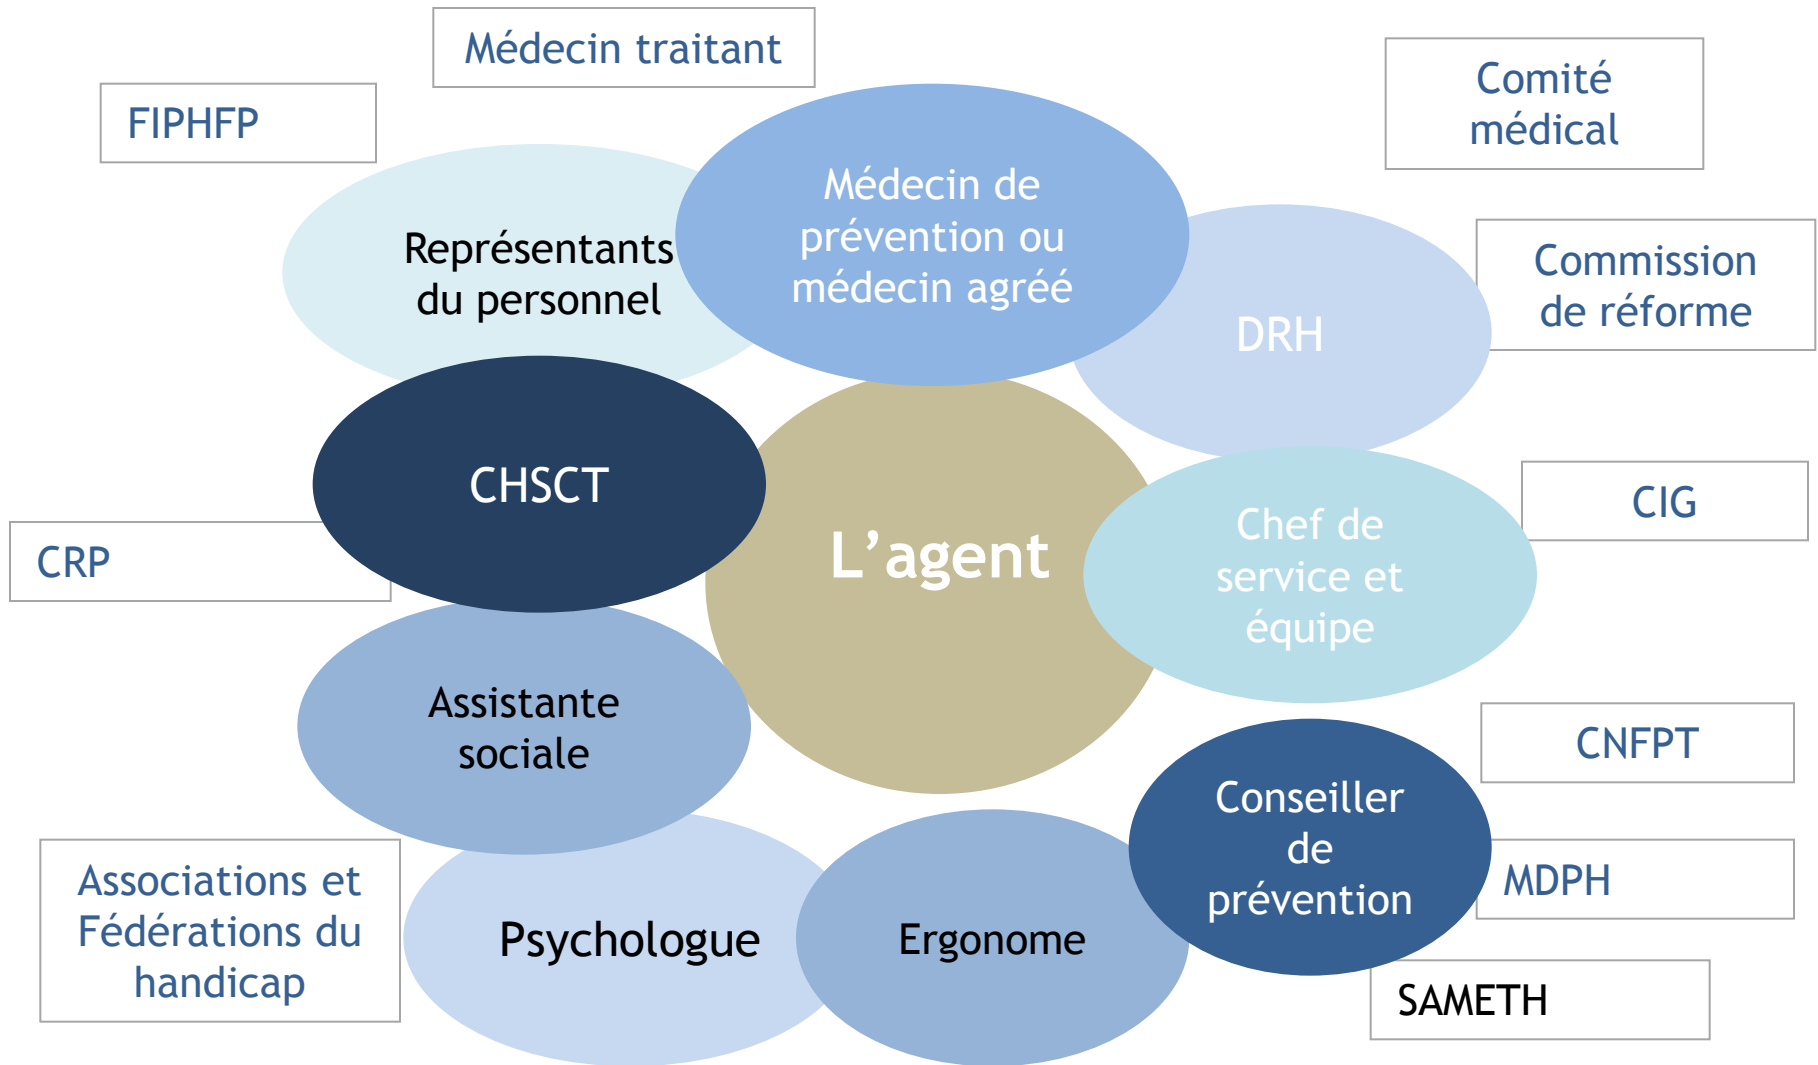 Médecin traitant
FIPHFP
Comité
médical
Médecin de
prévention ou
médecin agréé
Représentants
du personnel
Commission
de réforme
DRH
CHSCT
CIG
L’agent
Chef de
service et
équipe
CRP
Assistante
sociale
CNFPT
Conseiller
de
prévention
MDPH
Associations et
Fédérations du
handicap
Psychologue
Ergonome
SAMETH